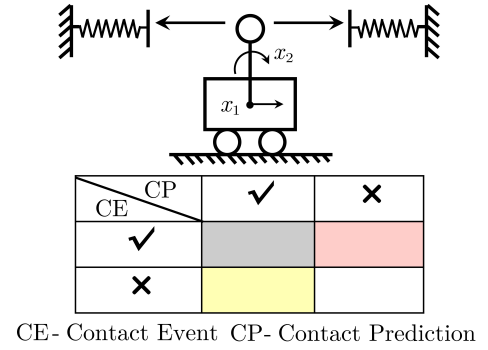 x₂
x₁
CP
CE
✓ ✗
✓
✗
CE- Contact Event CP- Contact Prediction